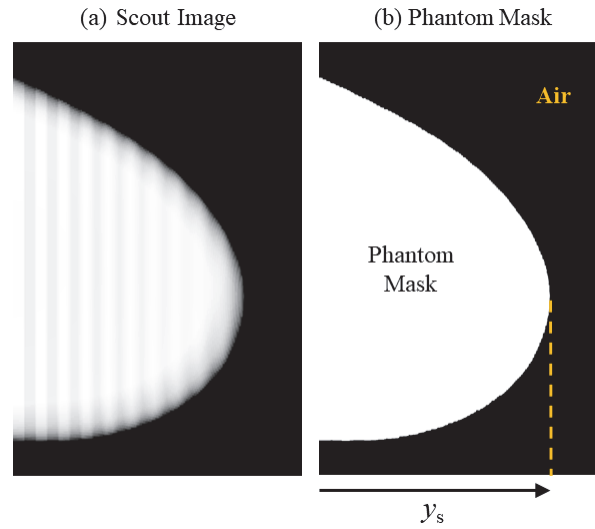 (a) Scout Image
(b) Phantom Mask
Air
Phantom
Mask
yₛ